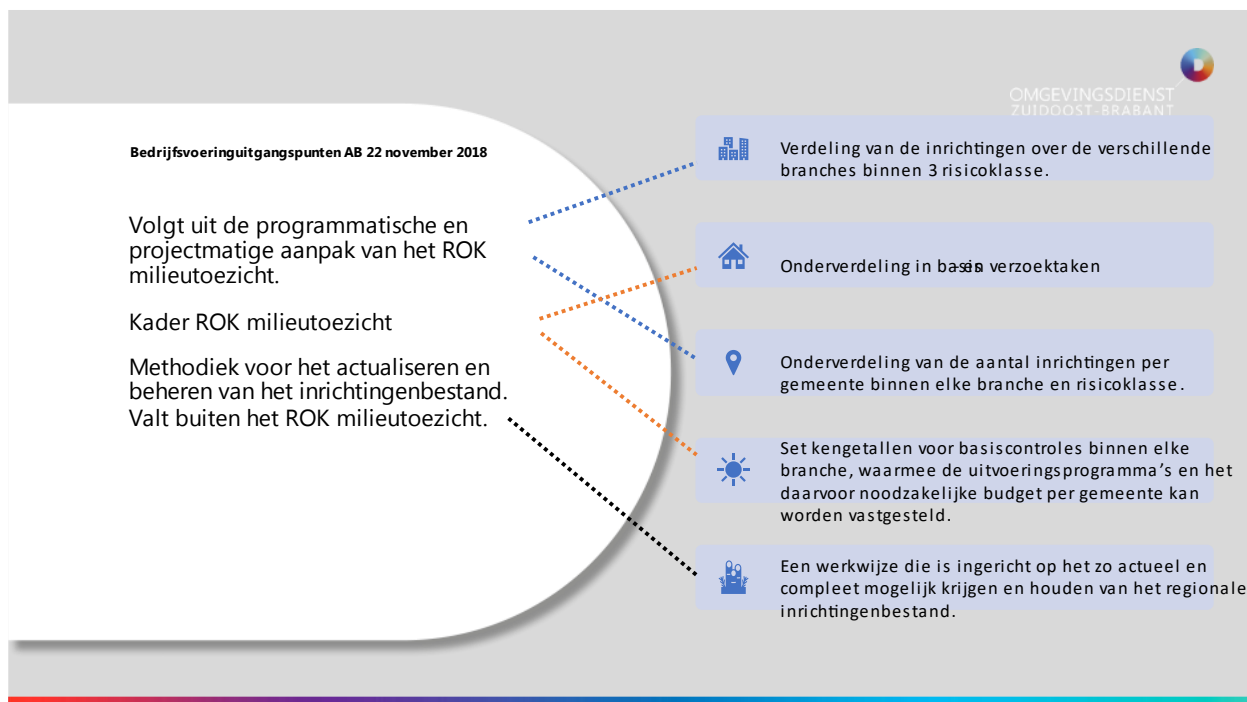 OMGEVINGSDIENST
ZUIDOOST-BRABANT
Bedrijfsvoeringuitgangspunten AB 22 november 2018
Volgt uit de programmatische en
projectmatige aanpak van het ROK
milieutoezicht.
Kader ROK milieutoezicht
Methodiek voor het actualiseren en
beheren van het inrichtingenbestand.
Valt buiten het ROK milieutoezicht.
Verdeling van de inrichtingen over de verschillende
branches binnen 3 risicoklasse.
Onderverdeling in verzoektaken
Onderverdeling van de aantal inrichtingen per
gemeente binnen elke branche en risicoklasse.
Set kengetallen voor basiscontroles binnen elke
branche, waarmee de uitvoeringsprogramma's en het
daarvoor noodzakelijke budget per gemeente kan
worden vastgesteld.
Een werkwijze die is ingericht op het zo actueel en
compleet mogelijk krijgen en houden van het regionale
inrichtingenbestand.